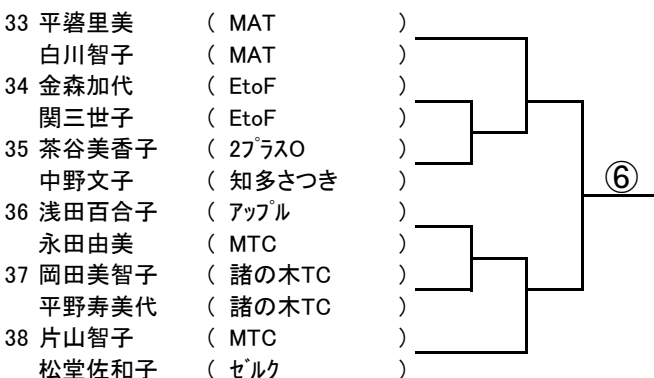 33 平婆里美 ( MAT )
白川智子 ( MAT )
34 金森加代 ( EtoF )
関三世子 ( EtoF )
35 茶谷美香子 ( 2プラスO )
中野文子 ( 知多さつき )
⑥
36 浅田百合子 ( アップル )
永田由美 ( MTC )
37 岡田美智子 ( 諸の木TC )
平野寿美代 ( 諸の木TC )
38 片山智子 ( MTC )
松堂佐和子 ( ゼルク )